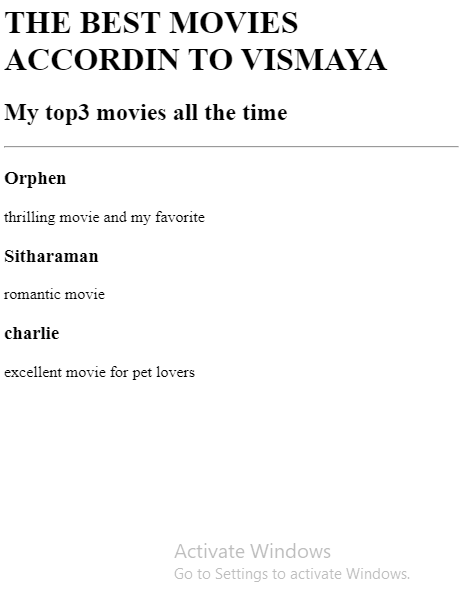 THE BEST MOVIES
ACCORDIN TO VISMAYA
My top3 movies all the time
Orphen
thrilling movie and my favorite
Sitharaman
romantic movie
charlie
excellent movie for pet lovers
Activate Windows
Go to Settings to activate Windows.